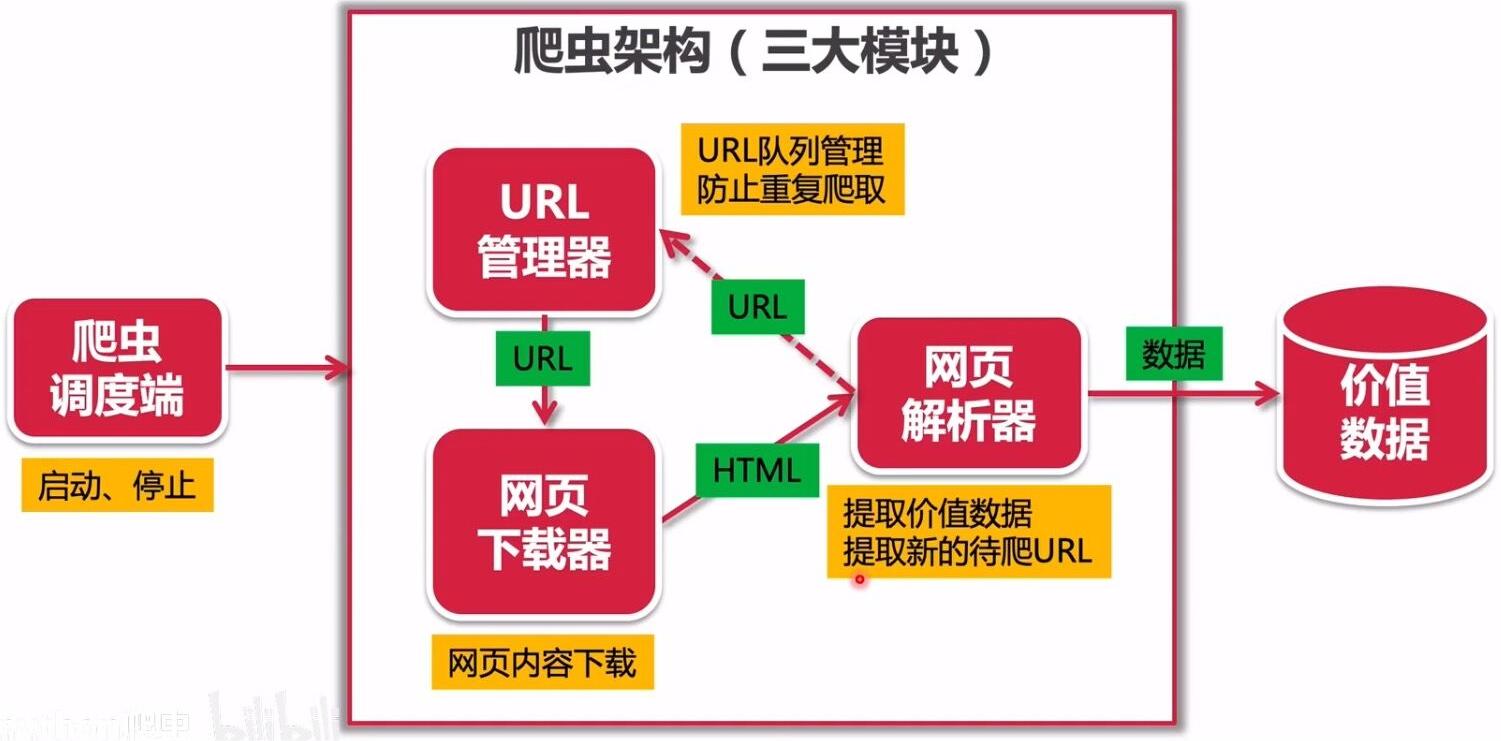 爬虫架构（三大模块）
URL队列管理
防止重复爬取
URL
管理器
URL
URL
爬虫
调度端
启动、停止
网页
下载器
网页内容下载
HTML
网页
解析器
提取价值数据
提取新的待爬URL
数据
价值
数据
bilibili